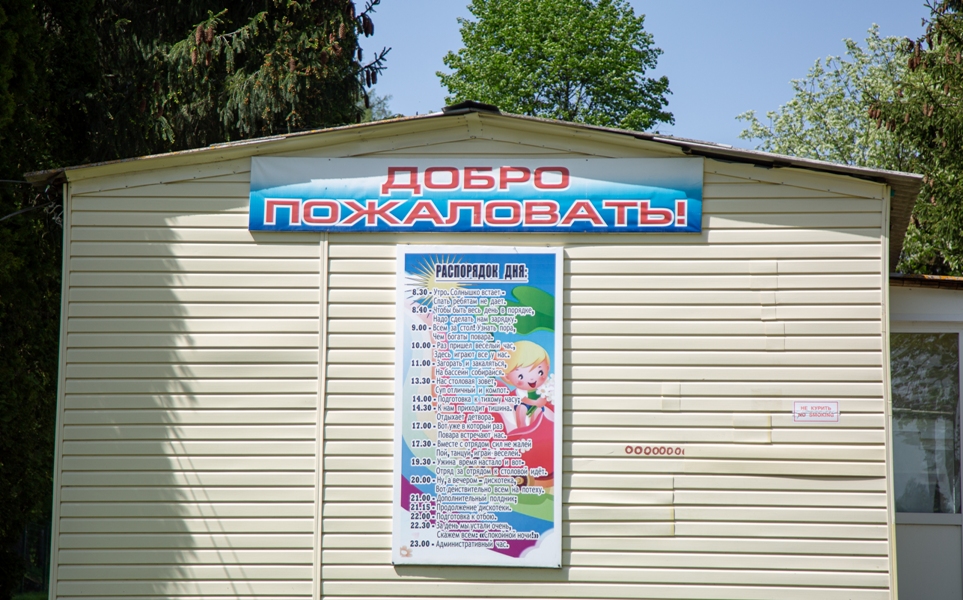 ДОБРО
ПОЖАЛОВАТЬ!
РАСПОРЯДОК ДНЯ:
8.30 - Утро. Солнышко встает -
Спать ребятам не дает.
8.40 - Чтобы быть весь день в порядке,
Надо сделать нам зарядку.
9.00 - Всем за стол! Узнать пора,
Чем богаты повара.
10.00 - Раз пришел веселый час,
Здесь играют все у нас.
11.00 - Загорать и закаляться,
На бассейн собирайся.
13.30 - Нас столовая зовет,
Суп отличный и компот.
14.00 - Подготовка к тихому часу
14.30 - К нам приходит тишина.
Отдыхает детвора.
17.00 - Вот уже в который раз
Повара встречают нас.
17.30 - Вместе с отрядом сил не жалей
Пой, танцуй, играй веселей.
19.30 - Ужина время настало и вот-
Отряд за отрядом к столовой идёт.
20.00 - Ну, а вечером - дискотека,
Вот действительно всем на потеху.
21.00 - Дополнительный полдник;
21.15 - Продолжение дискотеки.
22.00 - Подготовка к отбою.
22.30 - За день мы устали очень,
Скажем всем: «Спокойной ночи!»
23.00 - Административный час.
НЕ КУРИТЬ
NO SMOKING